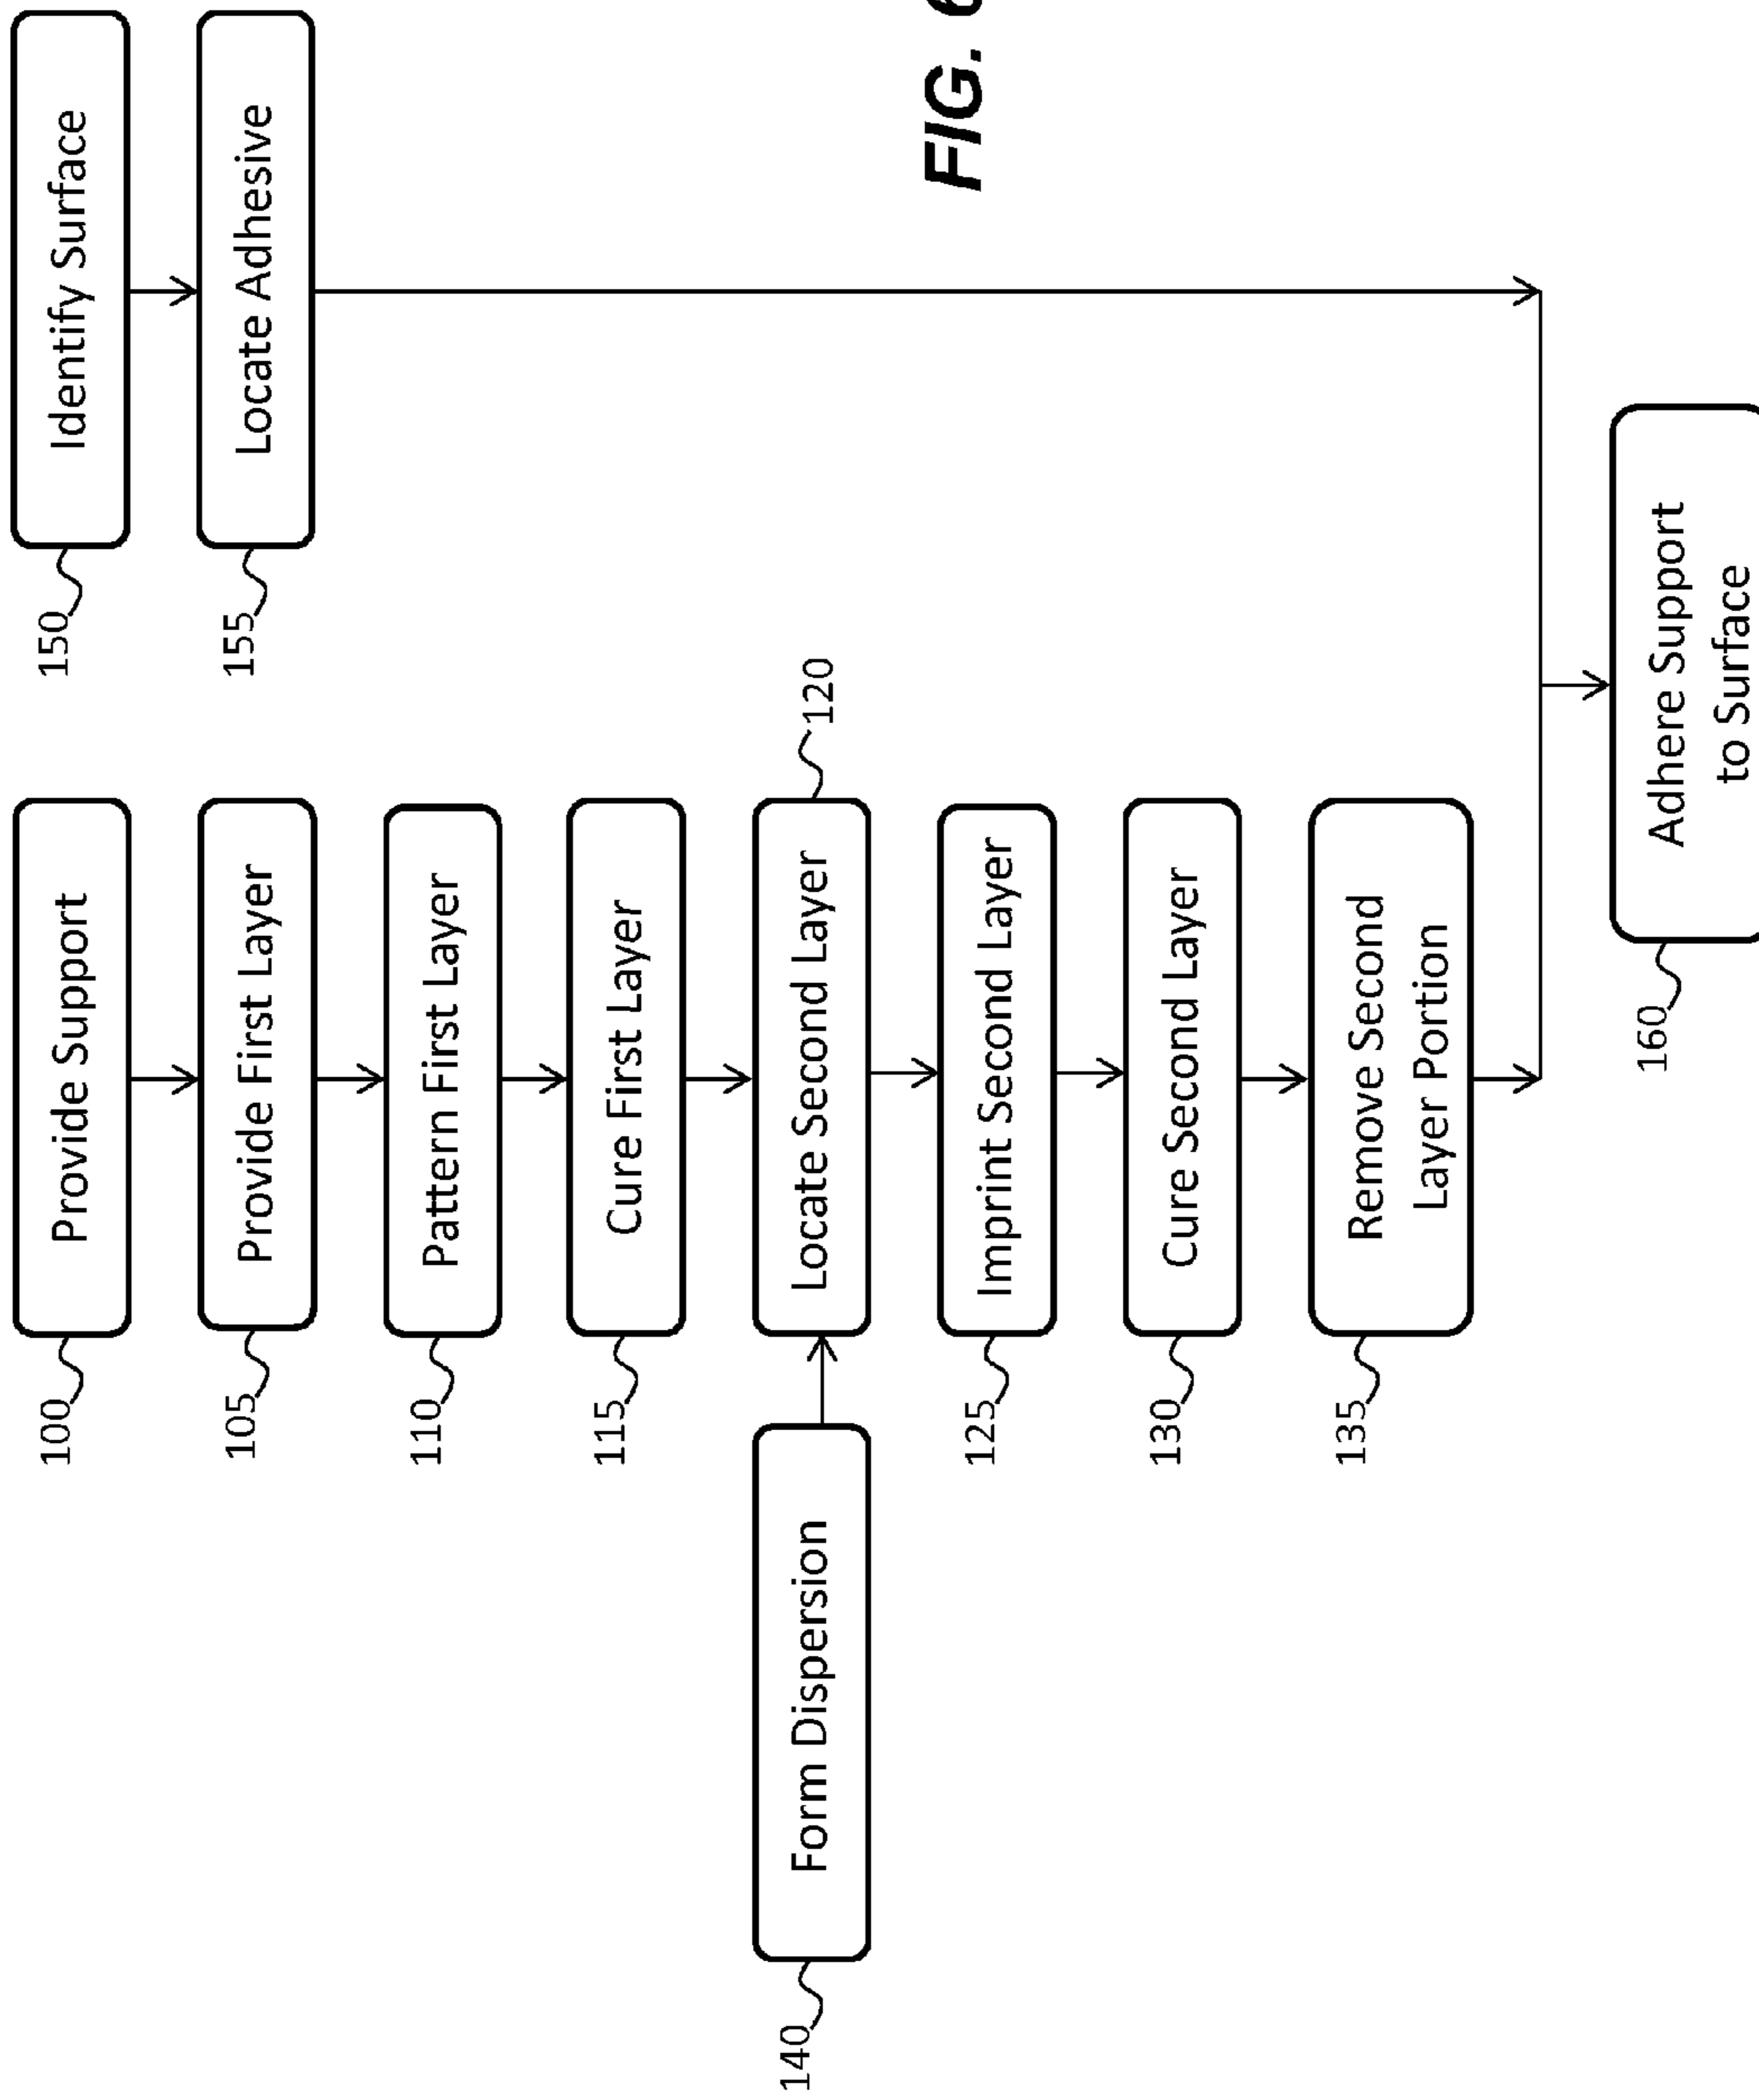 100
Provide Support
150
Identify Surface
105
Provide First Layer
155
Locate Adhesive
110
Pattern First Layer
115
Cure First Layer
140
Form Dispersion
Locate Second Layer
120
125
Imprint Second Layer
FIG. 6
130
Cure Second Layer
135
Remove Second
Layer Portion
160
Adhere Support
to Surface